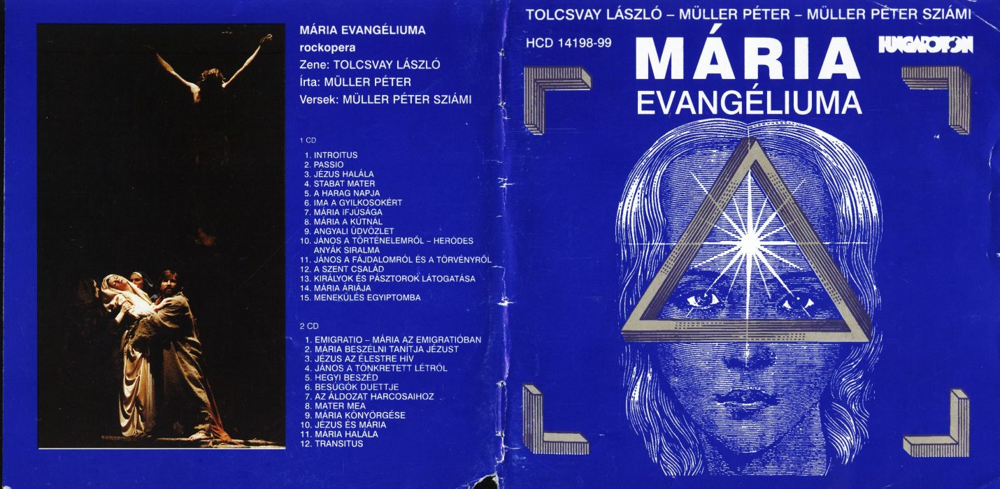 MÁRIA EVANGÉLIUMA
rockopera
Zene: TOLCSVAY LÁSZLÓ
Írta: MÜLLER PÉTER
Versek: MÜLLER PÉTER SZIÁMI
1 CD
1. INTROITUS
2. PASSIO
3. JÉZUS HALÁLA
4. STABAT MATER
5. A HARAG NAPJA
6. IMA A GYILKOSOKÉRT
7. MÁRIA IFJÚSÁGA
8. MÁRIA A KÚTNÁL
9. ANGYALI ÜDVÖZLET
10. JÁNOS A TÖRTÉNELEMRŐL – HERÓDES
ANYÁK SIRALMA
11. JÁNOS A FÁJDALOMRÓL ÉS A TÖRVÉNYRŐL
12. A SZENT CSALÁD
13. KIRÁLYOK ÉS PÁSZTOROK LÁTOGATÁSA
14. MÁRIA ÁRIÁJA
15. MENEKÜLÉS EGYIPTOMBA
2 CD
1. EMIGRATIO – MÁRIA AZ EMIGRATIÓBAN
2. MÁRIA BESZÉLNI TANÍTJA JÉZUST
3. JÉZUS AZ ÉLESTRE HÍV
4. JÁNOS A TÖNKRETETT LÉTRŐL
5. HEGYI BESZÉD
6. BESÚGÓK DUETTJE
7. AZ ÁLDOZAT HARCOSAIHOZ
8. MATER MEA
9. MÁRIA KÖNYÖRGÉSE
10. JÉZUS ÉS MÁRIA
11. MÁRIA HALÁLA
12. TRANSITUS
TOLCSVAY LÁSZLÓ – MÜLLER PÉTER – MÜLLER PÉTER SZIÁMI
HCD 14198-99
HUNGAROTON
MÁRIA
EVANGÉLIUMA